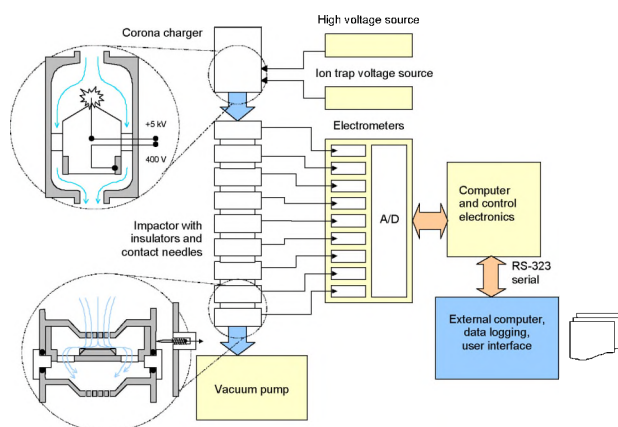 High voltage source
Corona charger
Ion trap voltage source
+5 kV
400 V
Electrometers
A/D
Computer
and control
electronics
Impactor with
insulators and
contact needles
RS-323
serial
External computer,
data logging,
user interface
Vacuum pump